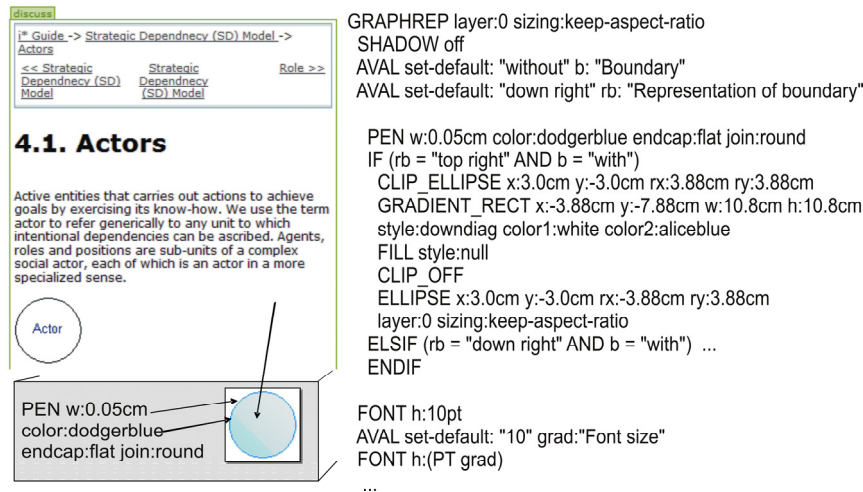 discuss
i* Guide -> Strategic Dependnecy (SD) Model ->
Actors
<< Strategic Dependnecy (SD) Model
Strategic Dependnecy (SD) Model
Role >>
4.1. Actors
Active entities that carries out actions to achieve
goals by exercising its know-how. We use the term
actor to refer generically to any unit to which
intentional dependencies can be ascribed. Agents,
roles and positions are sub-units of a complex
social actor, each of which is an actor in a more
specialized sense.
Actor
PEN w:0.05cm
color:dodgerblue
endcap:flat join:round
GRAPHREP layer:0 sizing:keep-aspect-ratio
SHADOW off
AVAL set-default: "without" b: "Boundary"
AVAL set-default: "down right" rb: "Representation of boundary"
PEN w:0.05cm color:dodgerblue endcap:flat join:round
IF (rb = "top right" AND b = "with")
CLIP_ELLIPSE x:3.0cm y:-3.0cm rx:3.88cm ry:3.88cm
GRADIENT_RECT x:-3.88cm y:-7.88cm w:10.8cm h:10.8cm
style:downdiag color1:white color2:aliceblue
FILL style:null
CLIP_OFF
ELLIPSE x:3.0cm y:-3.0cm rx:-3.88cm ry:3.88cm
layer:0 sizing:keep-aspect-ratio
ELSIF (rb = "down right" AND b = "with") ...
ENDIF
FONT h:10pt
AVAL set-default: "10" grad:"Font size"
FONT h:(PT grad)
...